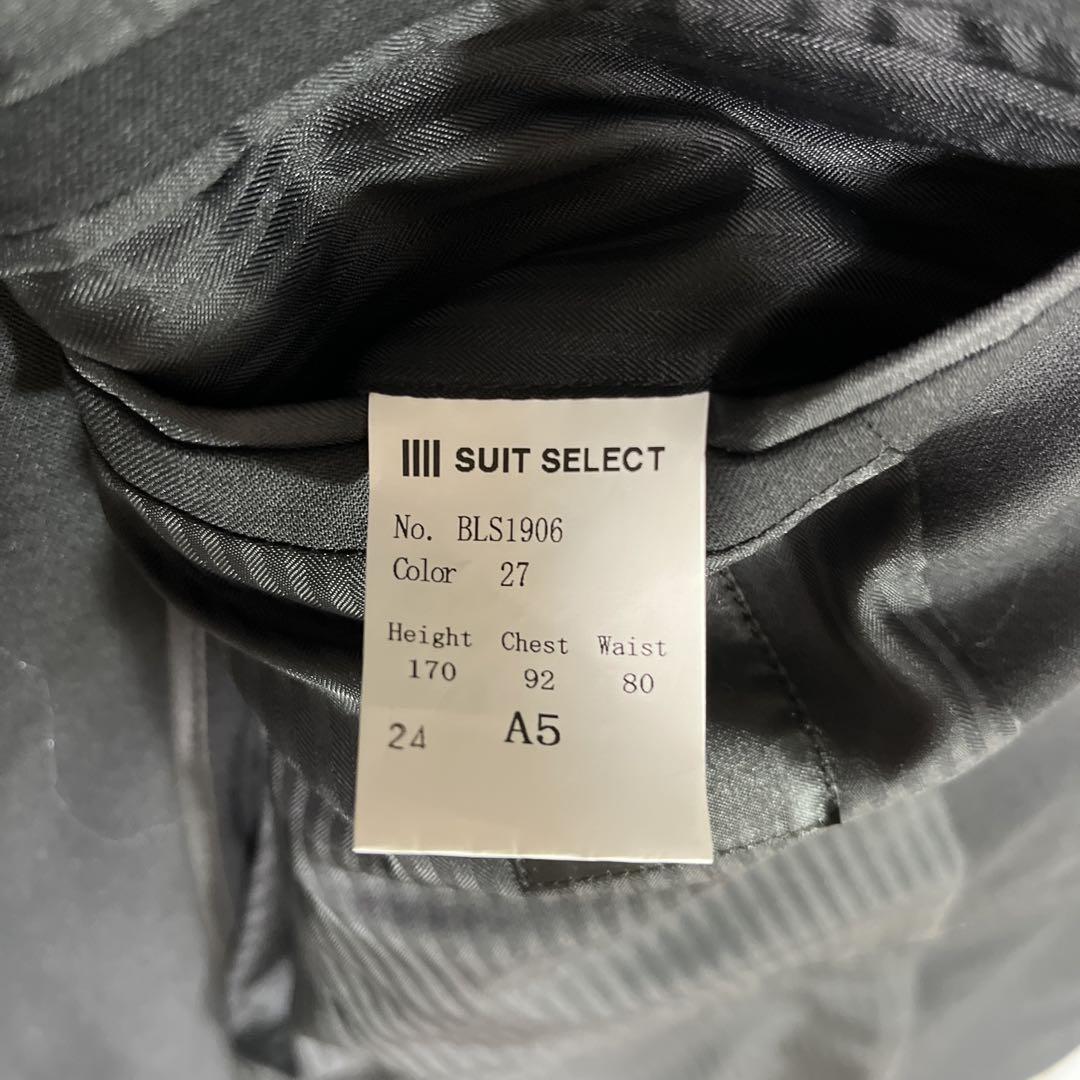 SUIT SELECT
No. BLS1906
Color 27
Height Chest Waist
170 92 80
24 A5